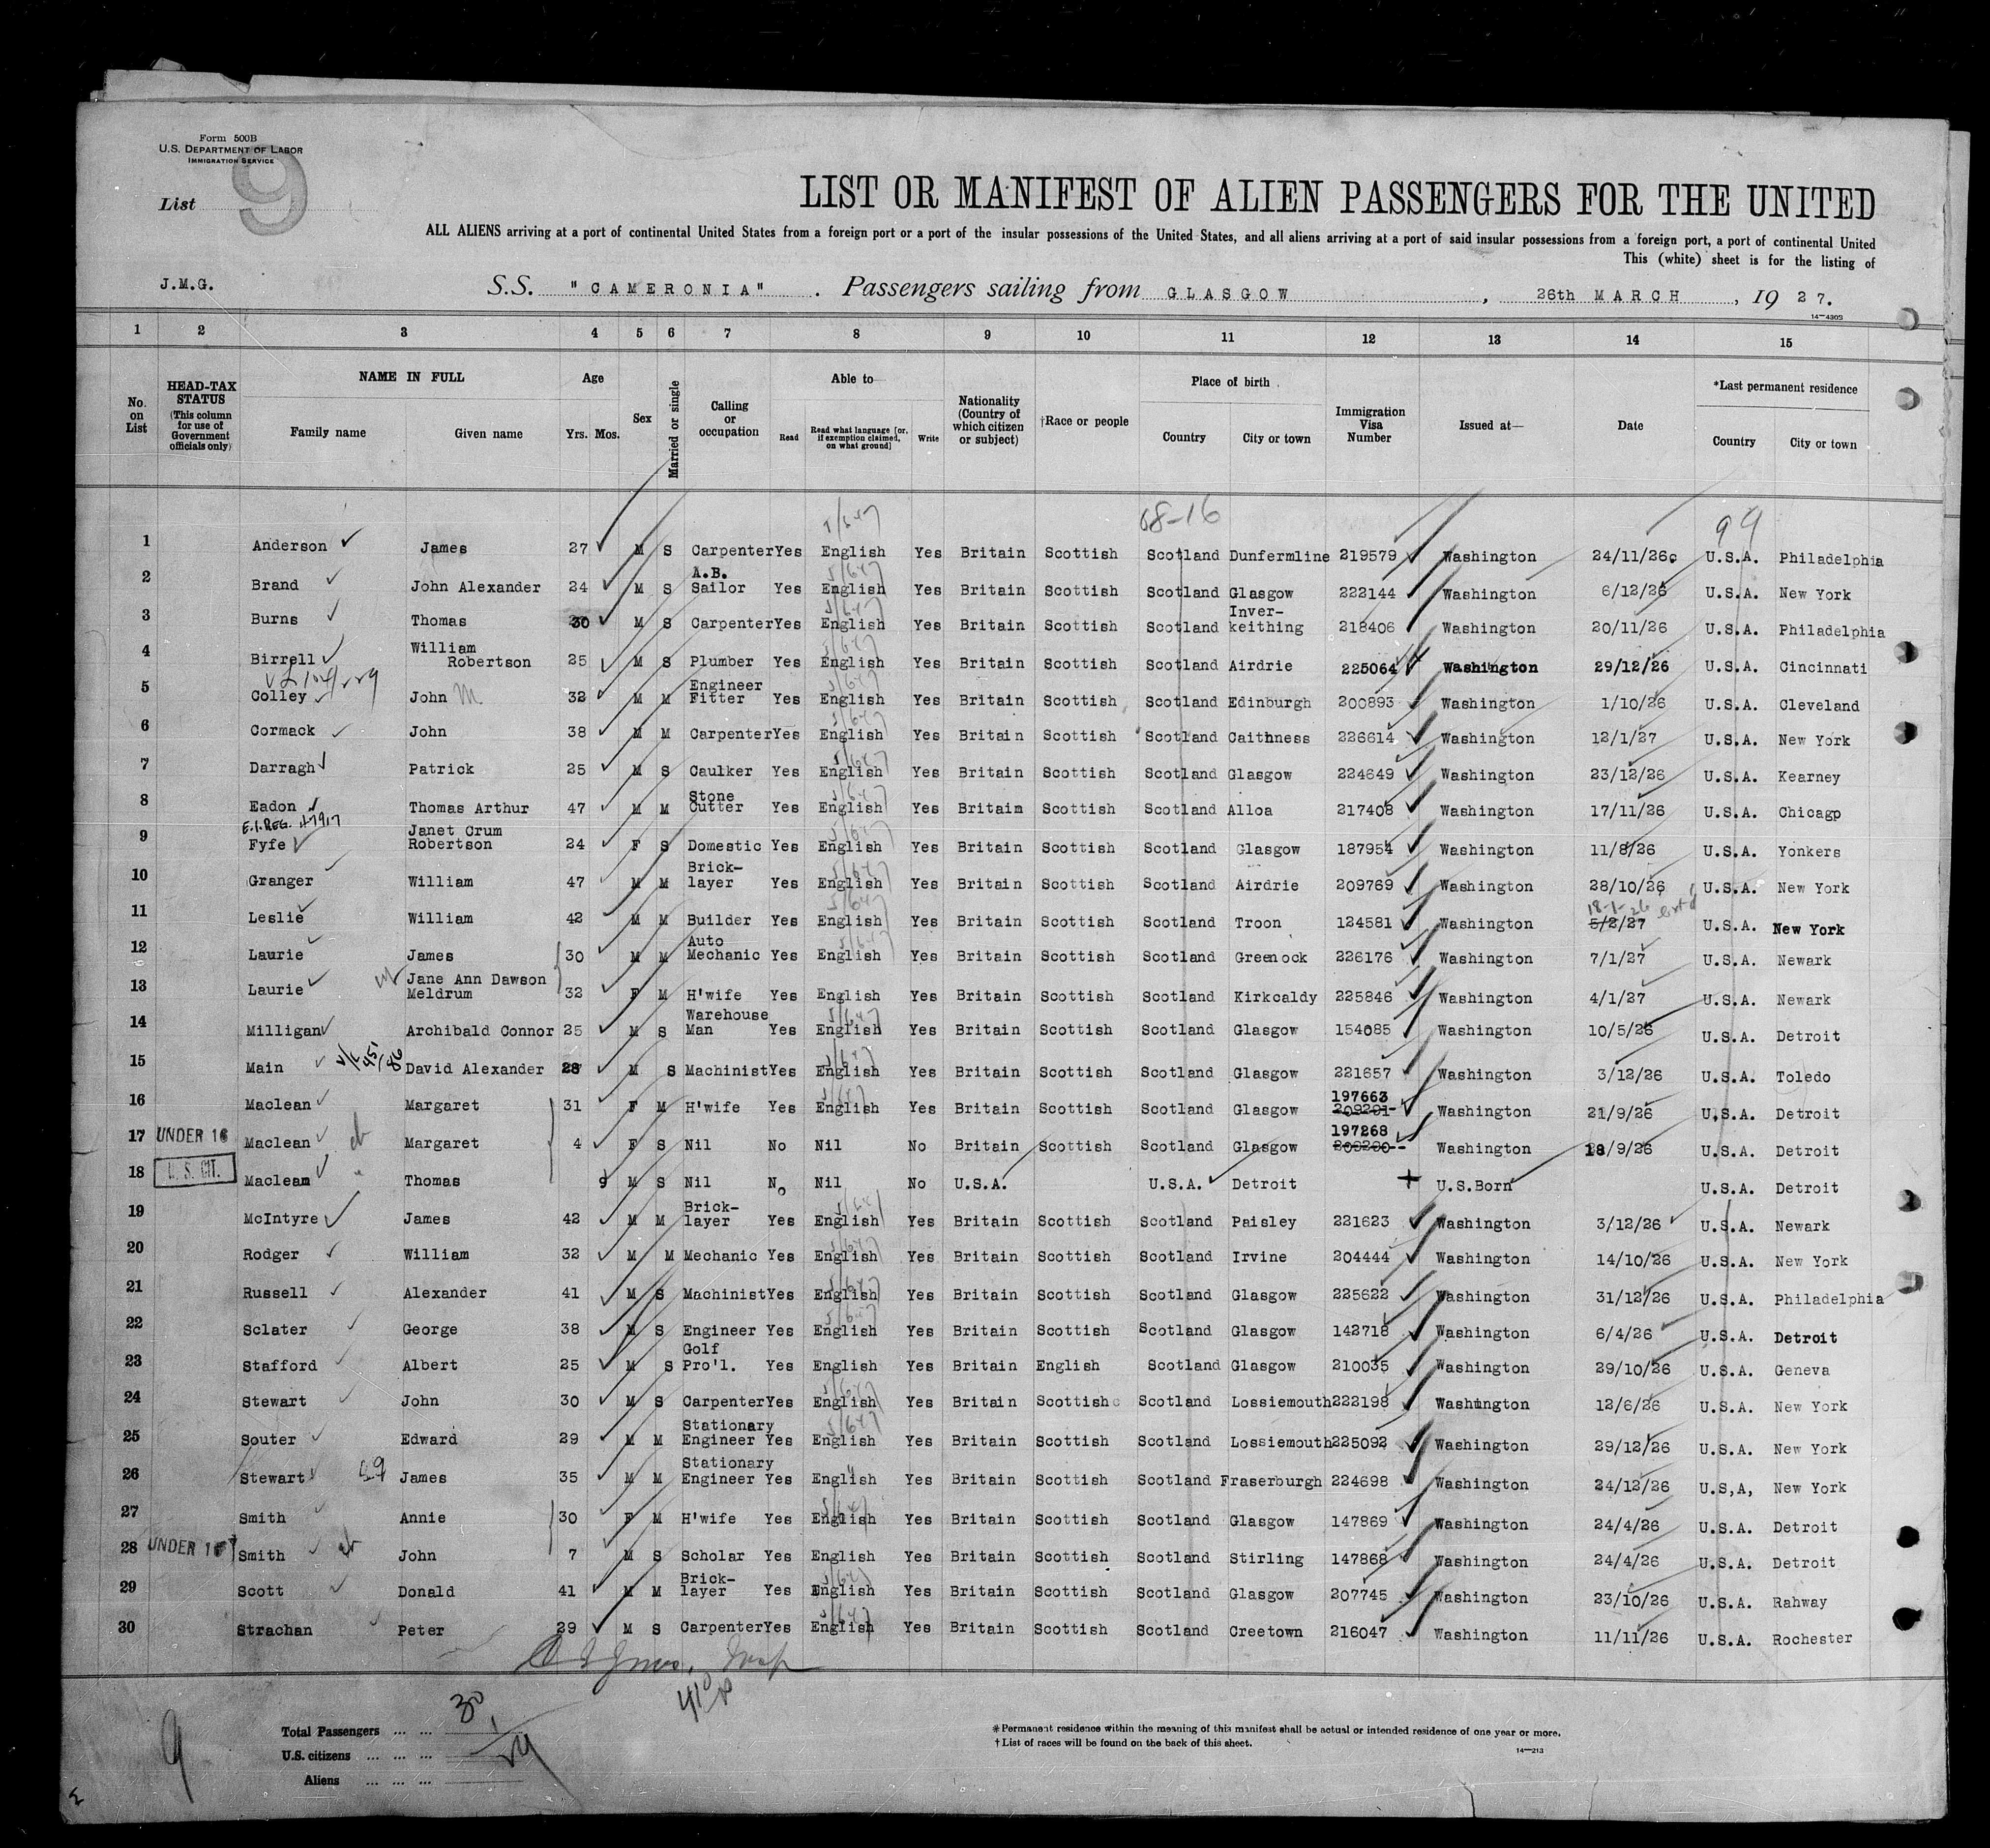 Form 500B
U.S. DEPARTMENT OF LABOR
IMMIGRATION SERVICE
List 9
LIST OR MANIFEST OF ALIEN PASSENGERS FOR THE UNITED
ALL ALIENS arriving at a port of continental United States from a foreign port or a port of the insular possessions of the United States, and all aliens arriving at a port of said insular possessions from a foreign port, a port of continental United
This (white) sheet is for the listing of
J.M.G. S.S. "CAMERONIA". Passengers sailing from GLASGOW, 26th MARCH, 1927.
14—4303
1 2 3 4 5 6 7 8 9 10 11 12 13 14 15
No. on List HEAD-TAX STATUS (This column for use of Government officials only) NAME IN FULL Family name Given name Age Yrs. Mos. Sex Married or single Calling or occupation Able to Read Read what language [or, if exemption claimed, on what ground] Write Nationality (Country of which citizen or subject) †Race or people Place of birth Country City or town Immigration Visa Number Issued at— Date *Last permanent residence Country City or town
68-16 99
1 Anderson James 27 M S Carpenter Yes English Yes Britain Scottish Scotland Dunfermline 219579 Washington 24/11/26 U.S.A. Philadelphia
2 Brand John Alexander 24 M S A.B. Sailor Yes English Yes Britain Scottish Scotland Glasgow 222144 Washington 6/12/26 U.S.A. New York
3 Burns Thomas 30 M S Carpenter Yes English Yes Britain Scottish Scotland Inver-keithing 218406 Washington 20/11/26 U.S.A. Philadelphia
4 Birrell William Robertson 25 M S Plumber Yes English Yes Britain Scottish Scotland Airdrie 225064 Washington 29/12/26 U.S.A. Cincinnati
5 Colley John M 32 M M Engineer Fitter Yes English Yes Britain Scottish Scotland Edinburgh 200893 Washington 1/10/26 U.S.A. Cleveland
6 Cormack John 38 M M Carpenter Yes English Yes Britain Scottish Scotland Caithness 226614 Washington 12/1/27 U.S.A. New York
7 Darragh Patrick 25 M S Caulker Yes English Yes Britain Scottish Scotland Glasgow 224649 Washington 23/12/26 U.S.A. Kearney
8 Eadon Thomas Arthur 47 M M Stone Cutter Yes English Yes Britain Scottish Scotland Alloa 217408 Washington 17/11/26 U.S.A. Chicagp
E.I. REG.
9 Fyfe Janet Crum Robertson 24 F S Domestic Yes English Yes Britain Scottish Scotland Glasgow 187954 Washington 11/8/26 U.S.A. Yonkers
10 Granger William 47 M M Brick-layer Yes English Yes Britain Scottish Scotland Airdrie 209769 Washington 28/10/26 U.S.A. New York
18-1-26
11 Leslie William 42 M M Builder Yes English Yes Britain Scottish Scotland Troon 124581 Washington 5/2/27 U.S.A. New York
12 Laurie James 30 M M Auto Mechanic Yes English Yes Britain Scottish Scotland Greenock 226176 Washington 7/1/27 U.S.A. Newark
13 Laurie Jane Ann Dawson Meldrum 32 F M H'wife Yes English Yes Britain Scottish Scotland Kirkcaldy 225846 Washington 4/1/27 U.S.A. Newark
14 Milligan Archibald Connor 25 M S Warehouse Man Yes English Yes Britain Scottish Scotland Glasgow 154085 Washington 10/5/26 U.S.A. Detroit
15 Main David Alexander 28 M S Machinist Yes English Yes Britain Scottish Scotland Glasgow 221657 Washington 3/12/26 U.S.A. Toledo
16 Maclean Margaret 31 F M H'wife Yes English Yes Britain Scottish Scotland Glasgow 197663 209291 Washington 21/9/26 U.S.A. Detroit
17 UNDER 16 Maclean Margaret 4 F S Nil No Nil No Britain Scottish Scotland Glasgow 197268 Washington 18/9/26 U.S.A. Detroit
18 U. S. CIT. Maclean Thomas 9 M S Nil No Nil No U.S.A. U.S.A. Detroit U.S.Born U.S.A. Detroit
19 McIntyre James 42 M M Brick-layer Yes English Yes Britain Scottish Scotland Paisley 221623 Washington 3/12/26 U.S.A. Newark
20 Rodger William 32 M M Mechanic Yes English Yes Britain Scottish Scotland Irvine 204444 Washington 14/10/26 U.S.A. New York
21 Russell Alexander 41 M S Machinist Yes English Yes Britain Scottish Scotland Glasgow 225622 Washington 31/12/26 U.S.A. Philadelphia
22 Sclater George 38 M S Engineer Yes English Yes Britain Scottish Scotland Glasgow 142718 Washington 6/4/26 U.S.A. Detroit
23 Stafford Albert 25 M S Golf Pro'l. Yes English Yes Britain English Scotland Glasgow 210035 Washington 29/10/26 U.S.A. Geneva
24 Stewart John 30 M S Carpenter Yes English Yes Britain Scottish Scotland Lossiemouth 222198 Washington 12/6/26 U.S.A. New York
25 Souter Edward 29 M M Stationary Engineer Yes English Yes Britain Scottish Scotland Lossiemouth 225092 Washington 29/12/26 U.S.A. New York
26 Stewart James 35 M M Stationary Engineer Yes English Yes Britain Scottish Scotland Fraserburgh 224698 Washington 24/12/26 U.S,A, New York
27 Smith Annie 30 F M H'wife Yes English Yes Britain Scottish Scotland Glasgow 147869 Washington 24/4/26 U.S.A. Detroit
28 UNDER 16 Smith John 7 M S Scholar Yes English Yes Britain Scottish Scotland Stirling 147868 Washington 24/4/26 U.S.A. Detroit
29 Scott Donald 41 M M Brick-layer Yes English Yes Britain Scottish Scotland Glasgow 207745 Washington 23/10/26 U.S.A. Rahway
30 Strachan Peter 29 M S Carpenter Yes English Yes Britain Scottish Scotland Creetown 216047 Washington 11/11/26 U.S.A. Rochester
9
Total Passengers ... ... 30
U.S. citizens ... ... ... 1
Aliens ... ... ... 29
*Permanent residence within the meaning of this manifest shall be actual or intended residence of one year or more.
†List of races will be found on the back of this sheet.
14—213